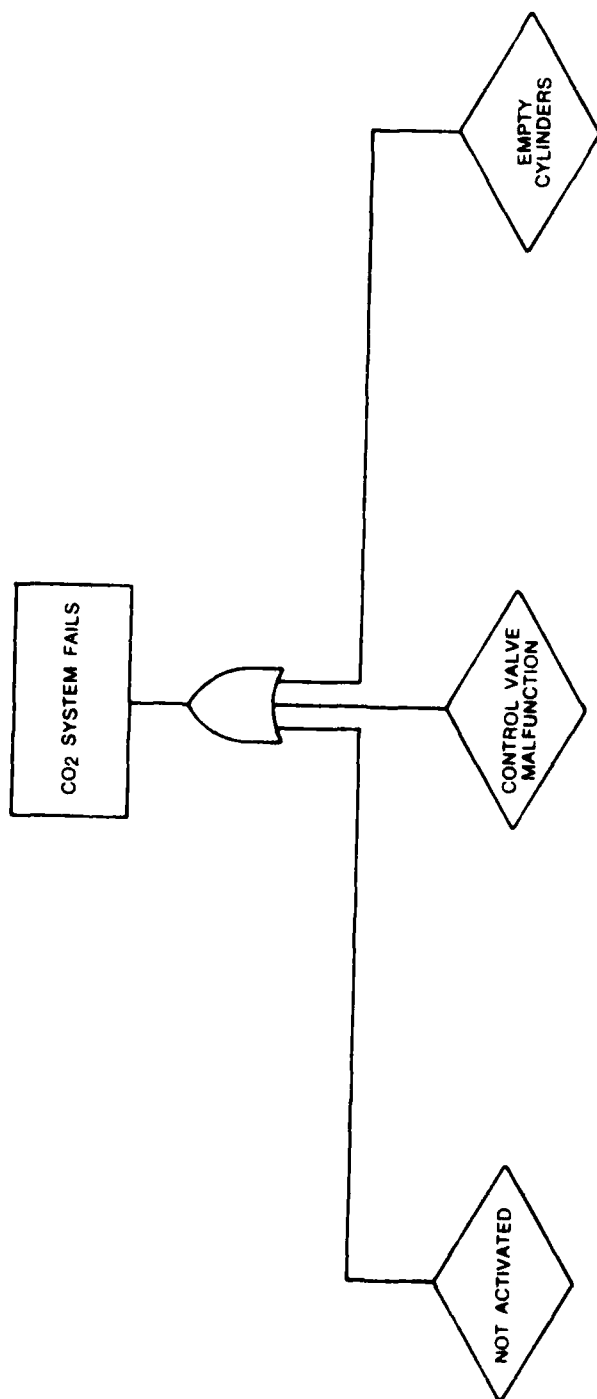 CO2 SYSTEM FAILS
NOT ACTIVATED
CONTROL VALVE
MALFUNCTION
EMPTY
CYLINDERS